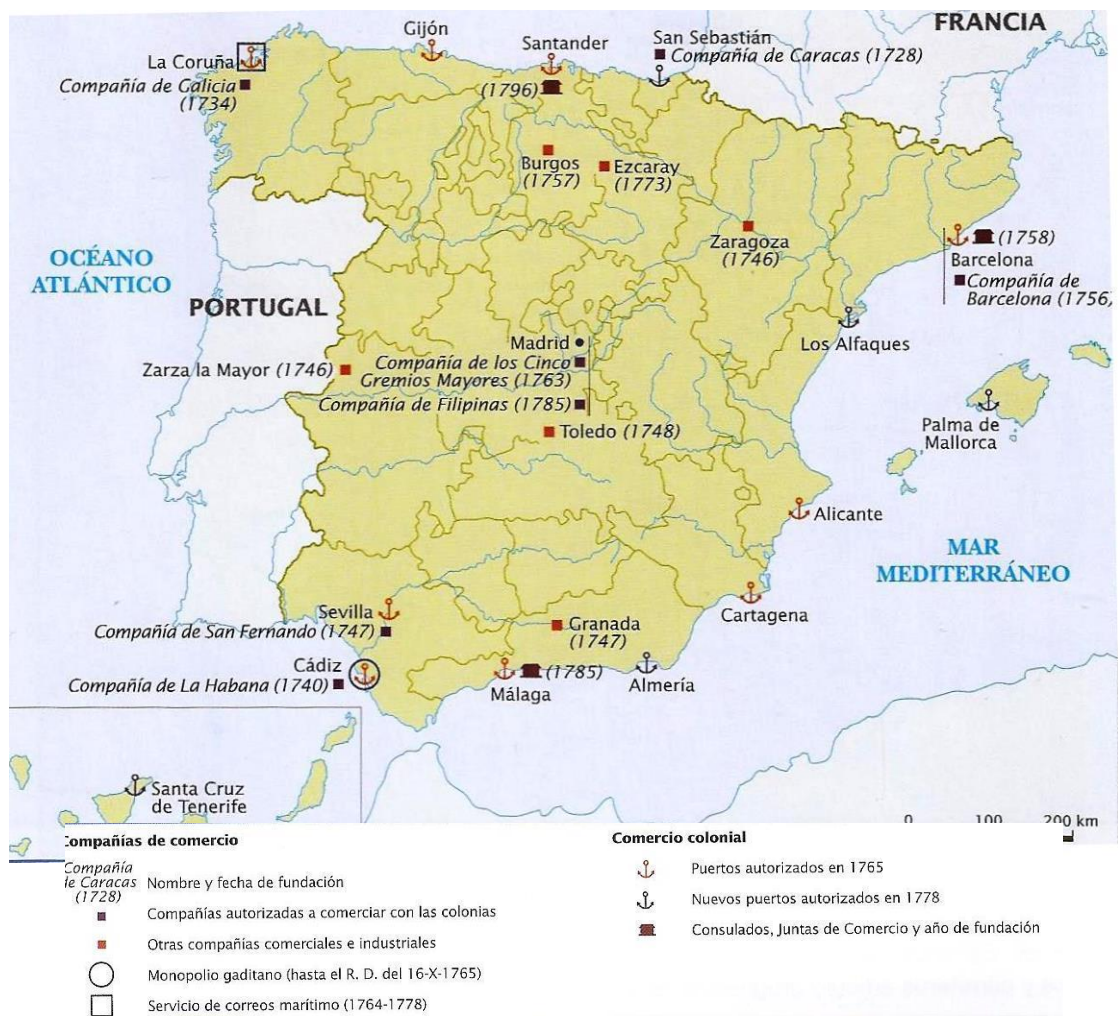 FRANCIA
Gijón
Santander
San Sebastián
Compañía de Caracas (1728)
La Coruña
Compañía de Galicia
(1734)
(1796)
Burgos
(1757)
Ezcaray
(1773)
Zaragoza
(1746)
(1758)
Barcelona
Compañía de
Barcelona (1756)
OCÉANO
ATLÁNTICO
PORTUGAL
Los Alfaques
Madrid
Compañía de los Cinco
Gremios Mayores (1763)
Compañía de Filipinas (1785)
Zarza la Mayor (1746)
Toledo (1748)
Palma de
Mallorca
Alicante
MAR
MEDITERRÁNEO
Cartagena
Sevilla
Compañía de San Fernando (1747)
Granada
(1747)
Cádiz
Compañía de La Habana (1740)
(1785)
Málaga
Almería
Santa Cruz
de Tenerife
0 100 200 km
Compañías de comercio
Compañía
de Caracas
(1728)
Nombre y fecha de fundación
Compañías autorizadas a comerciar con las colonias
Otras compañías comerciales e industriales
Monopolio gaditano (hasta el R. D. del 16-X-1765)
Servicio de correos marítimo (1764-1778)
Comercio colonial
Puertos autorizados en 1765
Nuevos puertos autorizados en 1778
Consulados, Juntas de Comercio y año de fundación